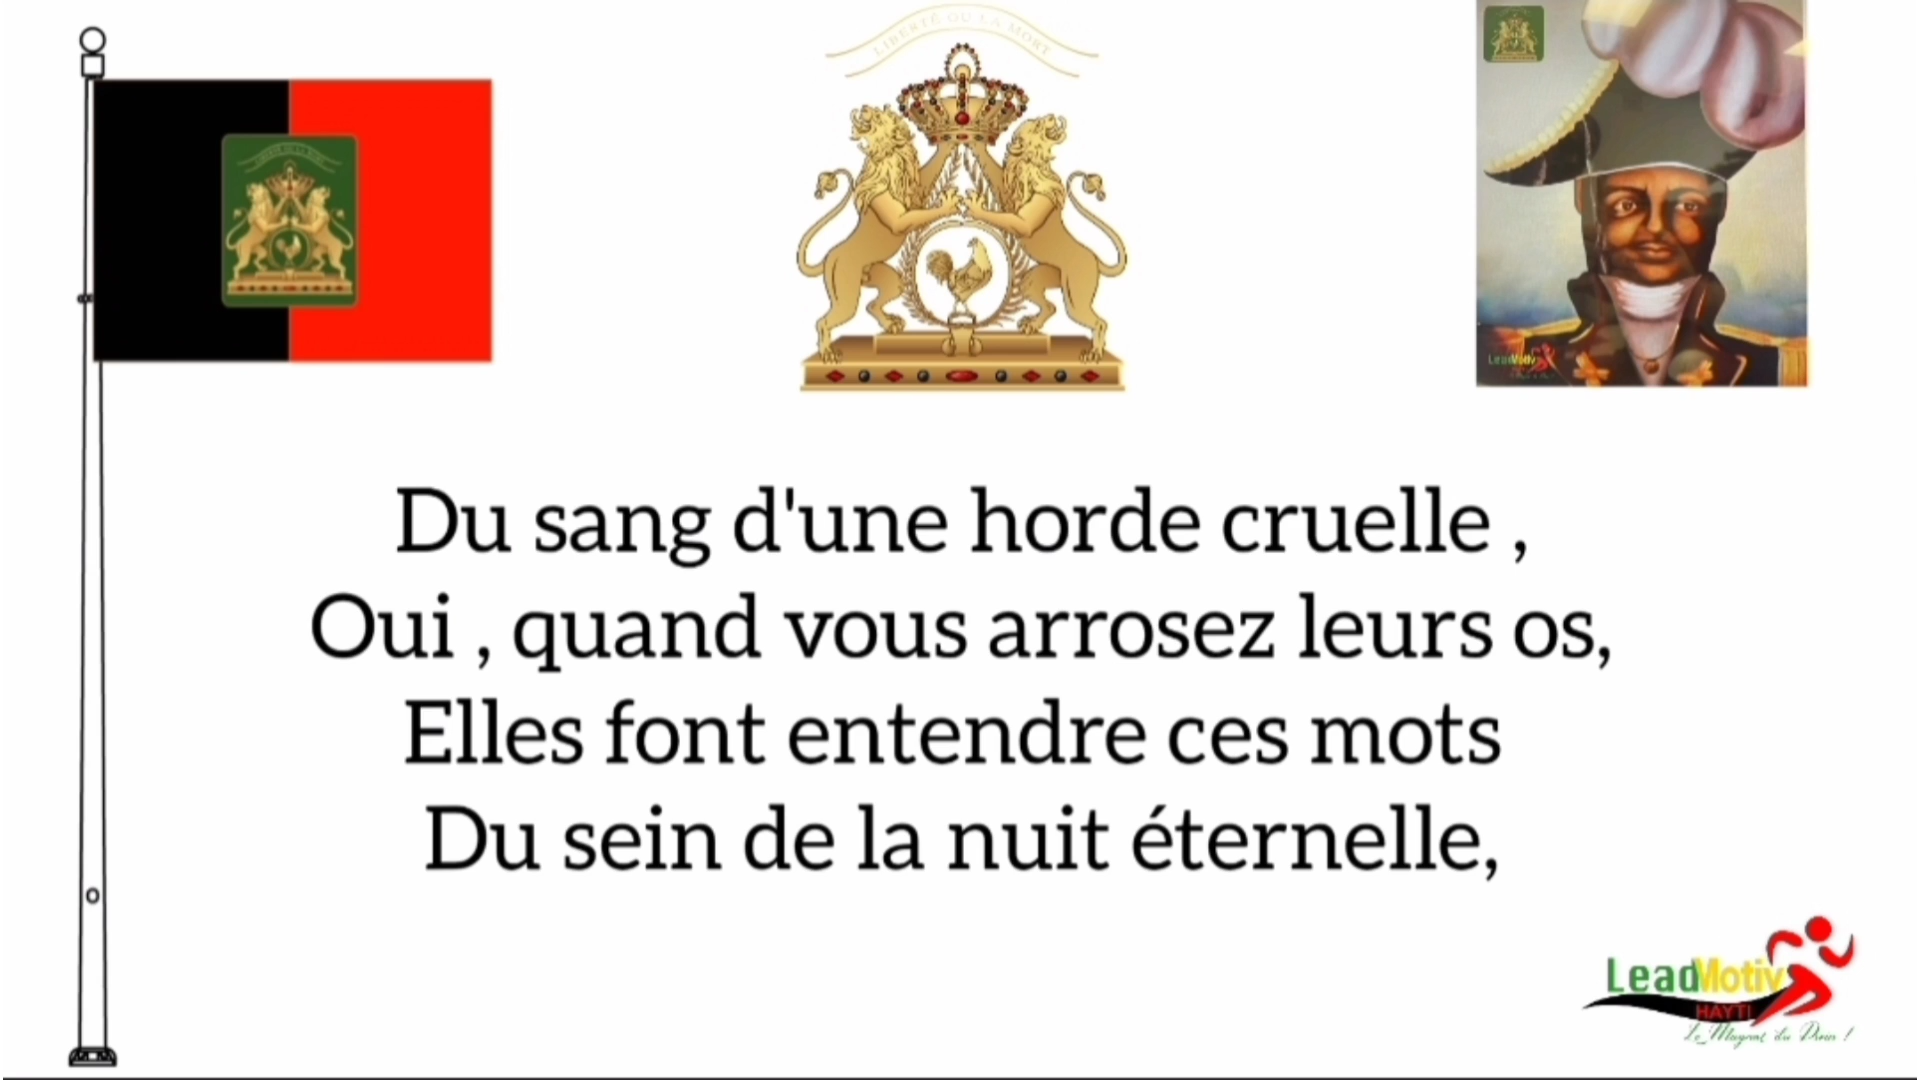 LIBERTÉ OU LA MORT
Du sang d'une horde cruelle ,
Oui , quand vous arrosez leurs os,
Elles font entendre ces mots
Du sein de la nuit éternelle,
LeadMotiv
HAYTI